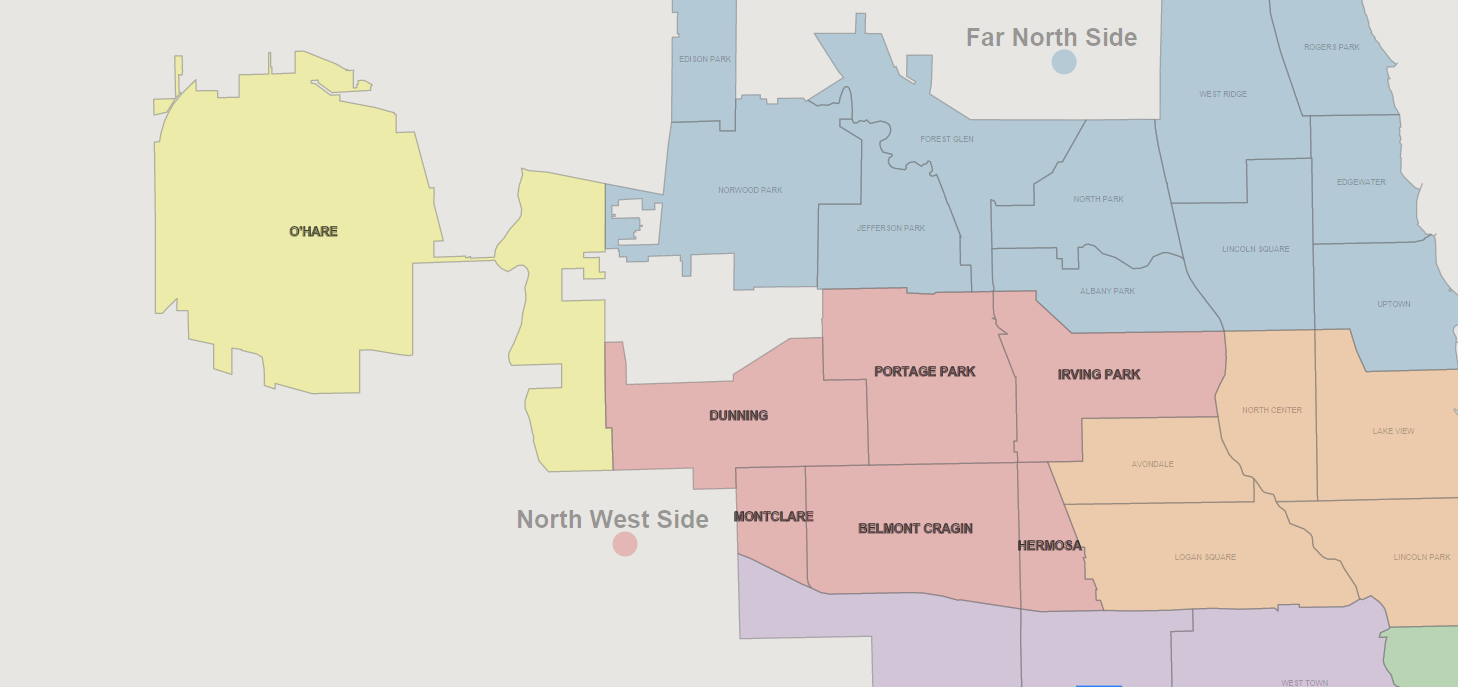 Far North Side
ROGERS PARK
EDISON PARK
WEST RIDGE
FOREST GLEN
EDGEWATER
NORWOOD PARK
NORTH PARK
JEFFERSON PARK
O'HARE
LINCOLN SQUARE
ALBANY PARK
UPTOWN
PORTAGE PARK
IRVING PARK
NORTH CENTER
DUNNING
LAKE VIEW
AVONDALE
North West Side
MONTCLARE
BELMONT CRAGIN
HERMOSA
LOGAN SQUARE
LINCOLN PARK
WEST TOWN